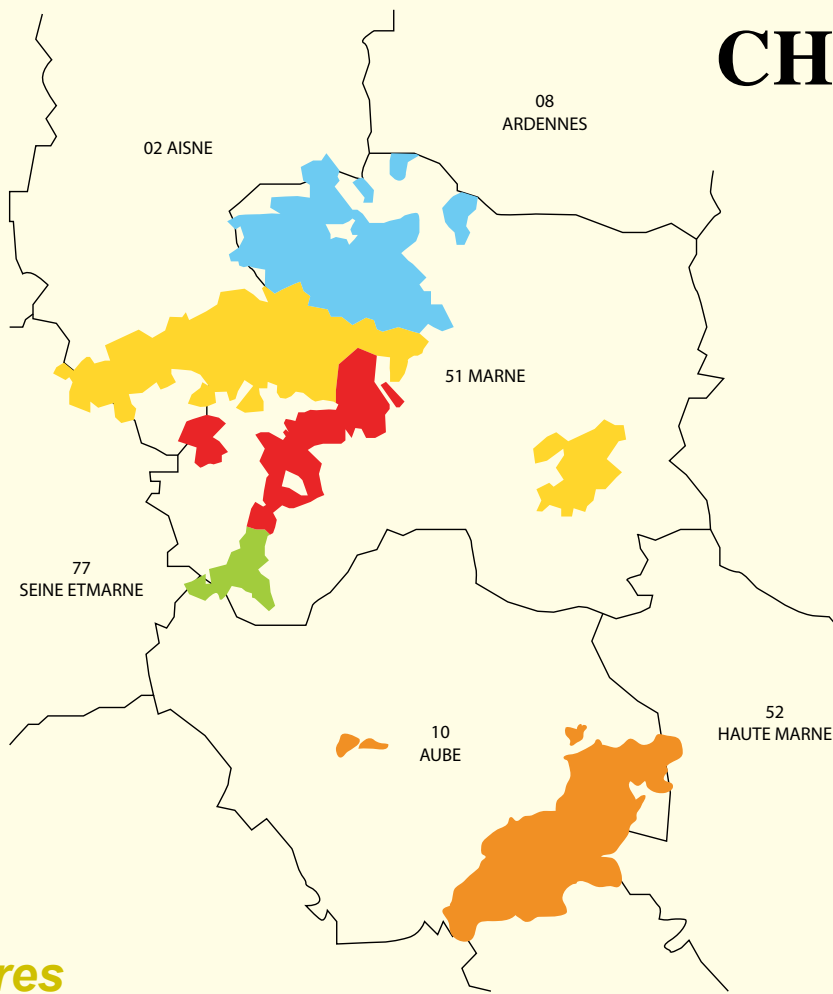 CH
08
ARDENNES
02 AISNE
51 MARNE
77
SEINE ETMARNE
52
HAUTE MARNE
10
AUBE
res